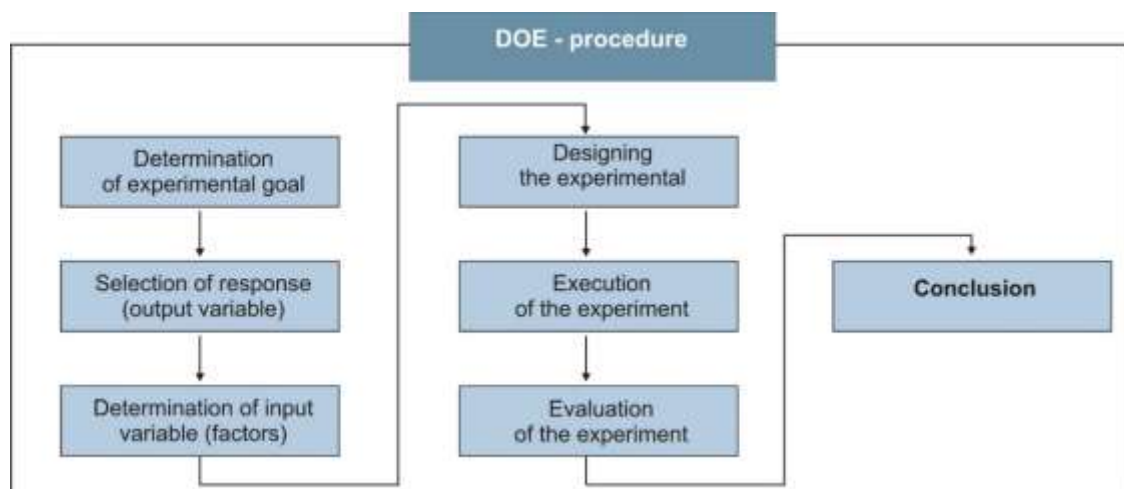 DOE - procedure
Determination
of experimental goal
Selection of response
(output variable)
Determination of input
variable (factors)
Designing
the experimental
Execution
of the experiment
Evaluation
of the experiment
Conclusion